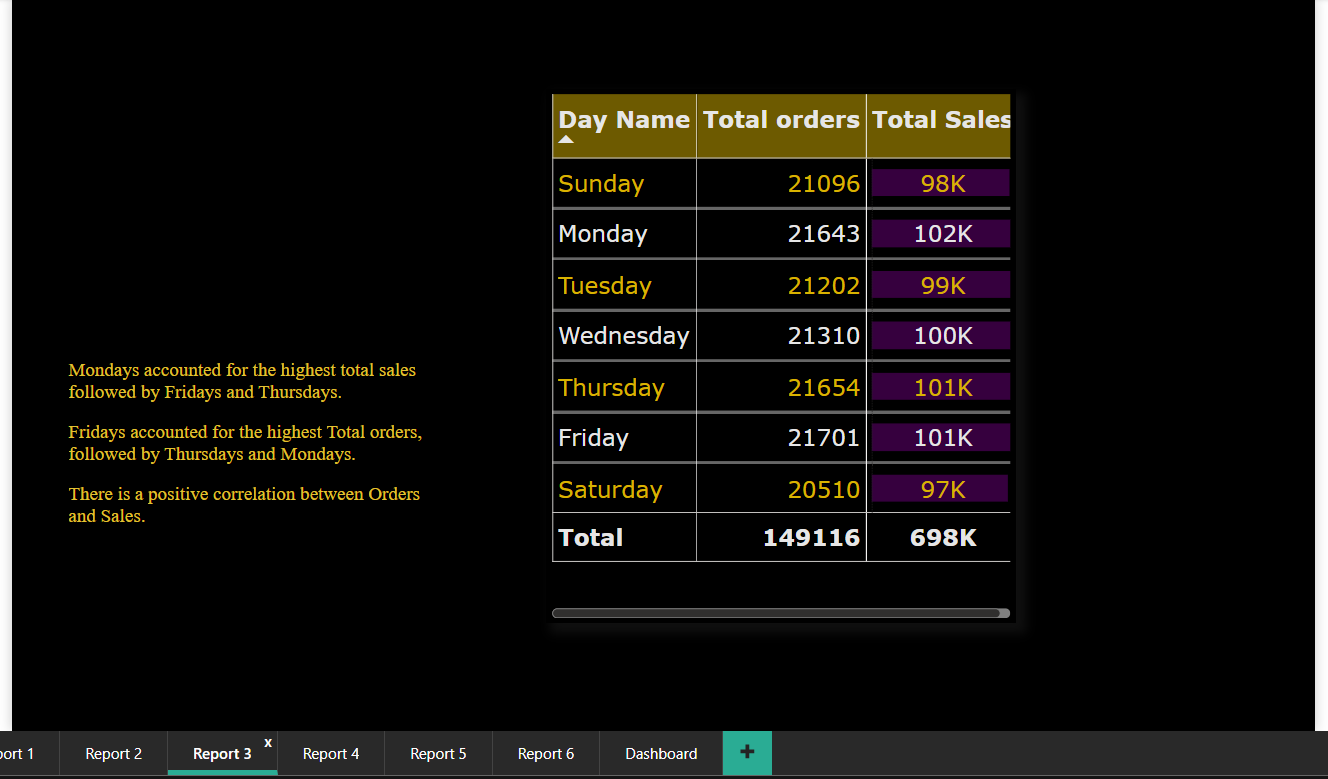 Mondays accounted for the highest total sales
followed by Fridays and Thursdays.
Fridays accounted for the highest Total orders,
followed by Thursdays and Mondays.
There is a positive correlation between Orders
and Sales.
Day Name Total orders Total Sales
Sunday 21096 98K
Monday 21643 102K
Tuesday 21202 99K
Wednesday 21310 100K
Thursday 21654 101K
Friday 21701 101K
Saturday 20510 97K
Total 149116 698K
port 1 Report 2 Report 3 x Report 4 Report 5 Report 6 Dashboard +